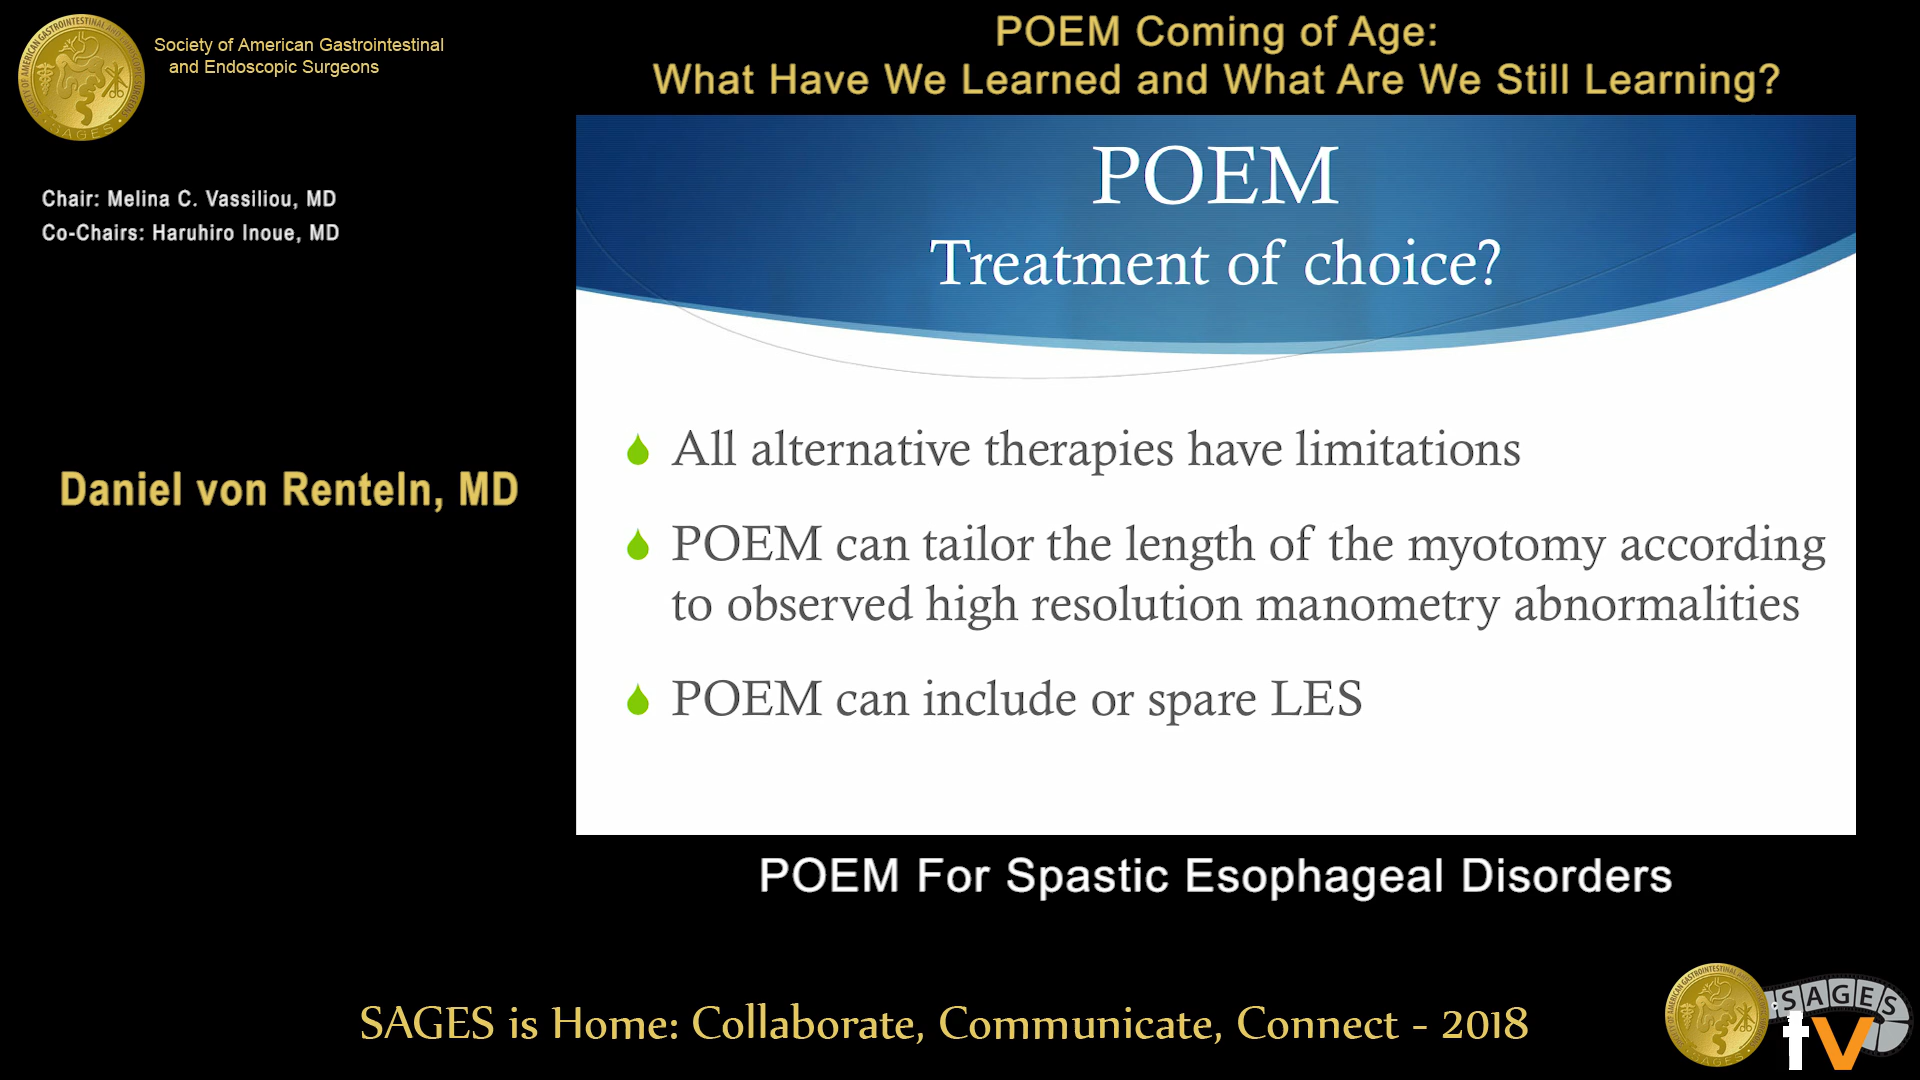 Society of American Gastrointestinal
and Endoscopic Surgeons
POEM Coming of Age:
What Have We Learned and What Are We Still Learning?
Chair: Melina C. Vassiliou, MD
Co-Chairs: Haruhiro Inoue, MD
Daniel von Renteln, MD
POEM
Treatment of choice?
All alternative therapies have limitations
POEM can tailor the length of the myotomy according
to observed high resolution manometry abnormalities
POEM can include or spare LES
POEM For Spastic Esophageal Disorders
SAGES is Home: Collaborate, Communicate, Connect - 2018
SAGES
tv
SAGES